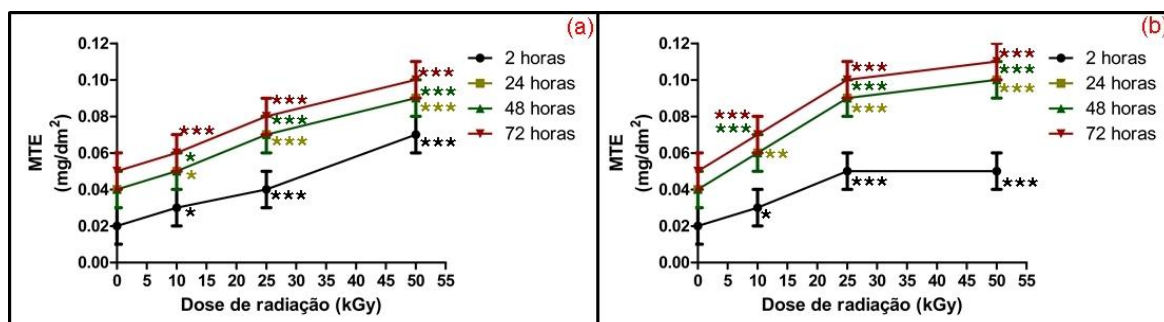 (a)
0.12
0.10
0.08
0.06
0.04
0.02
0.00
MTE
(mg/dm²)
***
***
***
***
***
***
*
*
***
***
***
*
0 5 10 15 20 25 30 35 40 45 50 55
Dose de radiação (kGy)
2 horas
24 horas
48 horas
72 horas
(b)
0.12
0.10
0.08
0.06
0.04
0.02
0.00
MTE
(mg/dm²)
***
***
***
***
***
***
***
***
**
***
***
*
0 5 10 15 20 25 30 35 40 45 50 55
Dose de radiação (kGy)
2 horas
24 horas
48 horas
72 horas